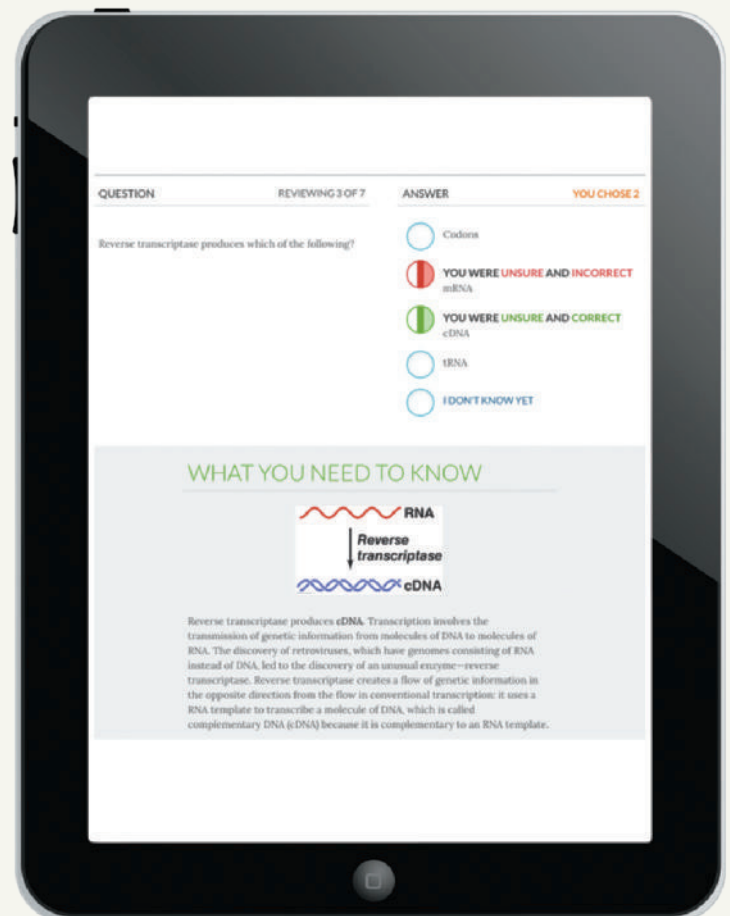 QUESTION
REVIEWING 3 OF 7
Reverse transcriptase produces which of the following?
ANSWER
YOU CHOSE 2
Codons
YOU WERE UNSURE AND INCORRECT
mRNA
YOU WERE UNSURE AND CORRECT
cDNA
tRNA
I DON'T KNOW YET
WHAT YOU NEED TO KNOW
RNA
Reverse
transcriptase
cDNA
Reverse transcriptase produces cDNA. Transcription involves the
transmission of genetic information from molecules of DNA to molecules of
RNA. The discovery of retroviruses, which have genomes consisting of RNA
instead of DNA, led to the discovery of an unusual enzyme—reverse
transcriptase. Reverse transcriptase creates a flow of genetic information in
the opposite direction from the flow in conventional transcription: it uses a
RNA template to transcribe a molecule of DNA, which is called
complementary DNA (cDNA) because it is complementary to an RNA template.